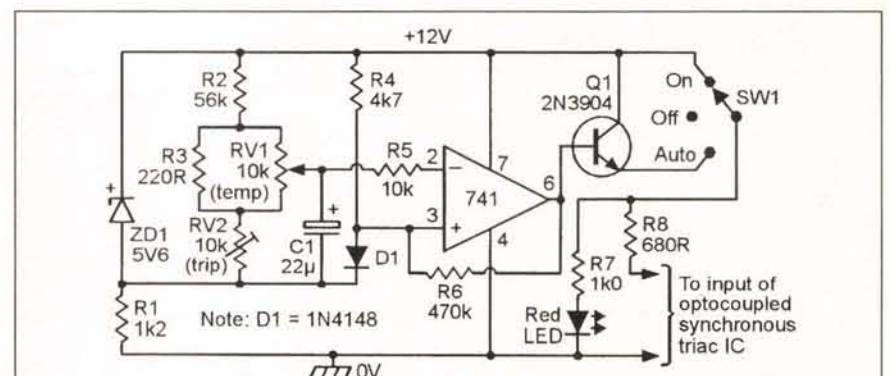 +12V
R2
56k
R4
4k7
Q1
2N3904
On
SW1
Off
Auto
R3
220R
RV1
10k
(temp)
R5
10k
2
−
7
6
741
3
+
4
+
ZD1
5V6
RV2
10k
(trip)
+
C1
22µ
D1
R6
470k
R8
680R
R7
1k0
To input of
optocoupled
synchronous
triac IC
R1
1k2
Note: D1 = 1N4148
Red
LED
0V